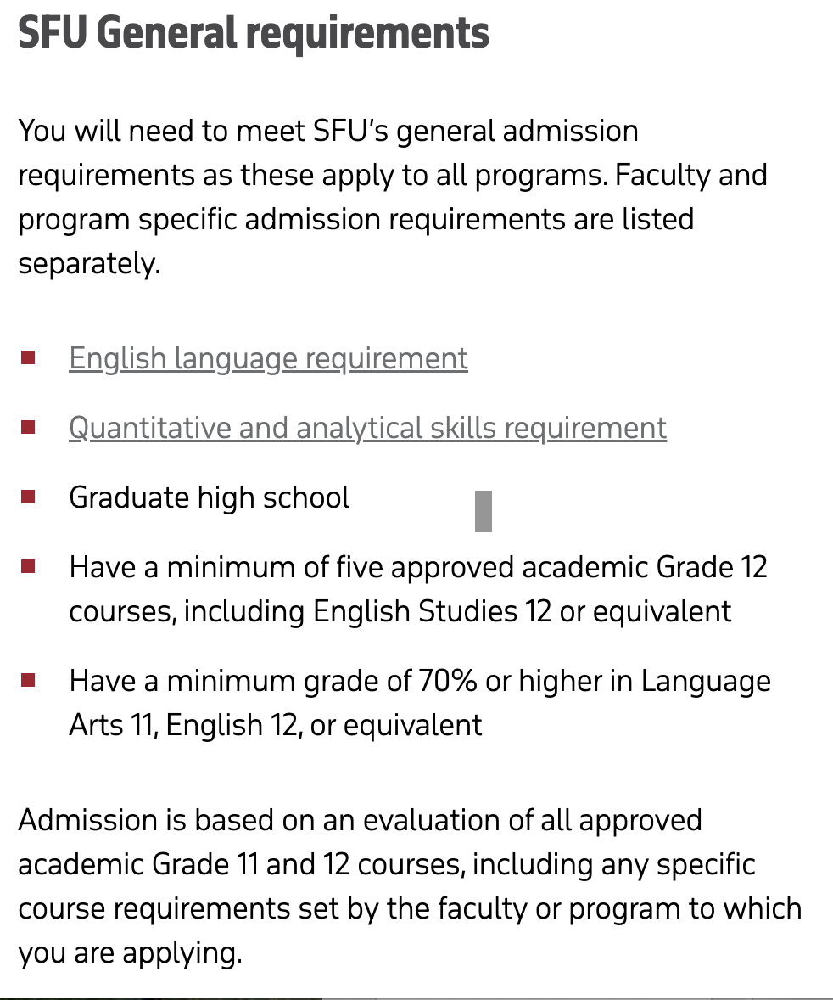 SFU General requirements
You will need to meet SFU's general admission
requirements as these apply to all programs. Faculty and
program specific admission requirements are listed
separately.
English language requirement
Quantitative and analytical skills requirement
Graduate high school
Have a minimum of five approved academic Grade 12
courses, including English Studies 12 or equivalent
Have a minimum grade of 70% or higher in Language
Arts 11, English 12, or equivalent
Admission is based on an evaluation of all approved
academic Grade 11 and 12 courses, including any specific
course requirements set by the faculty or program to which
you are applying.